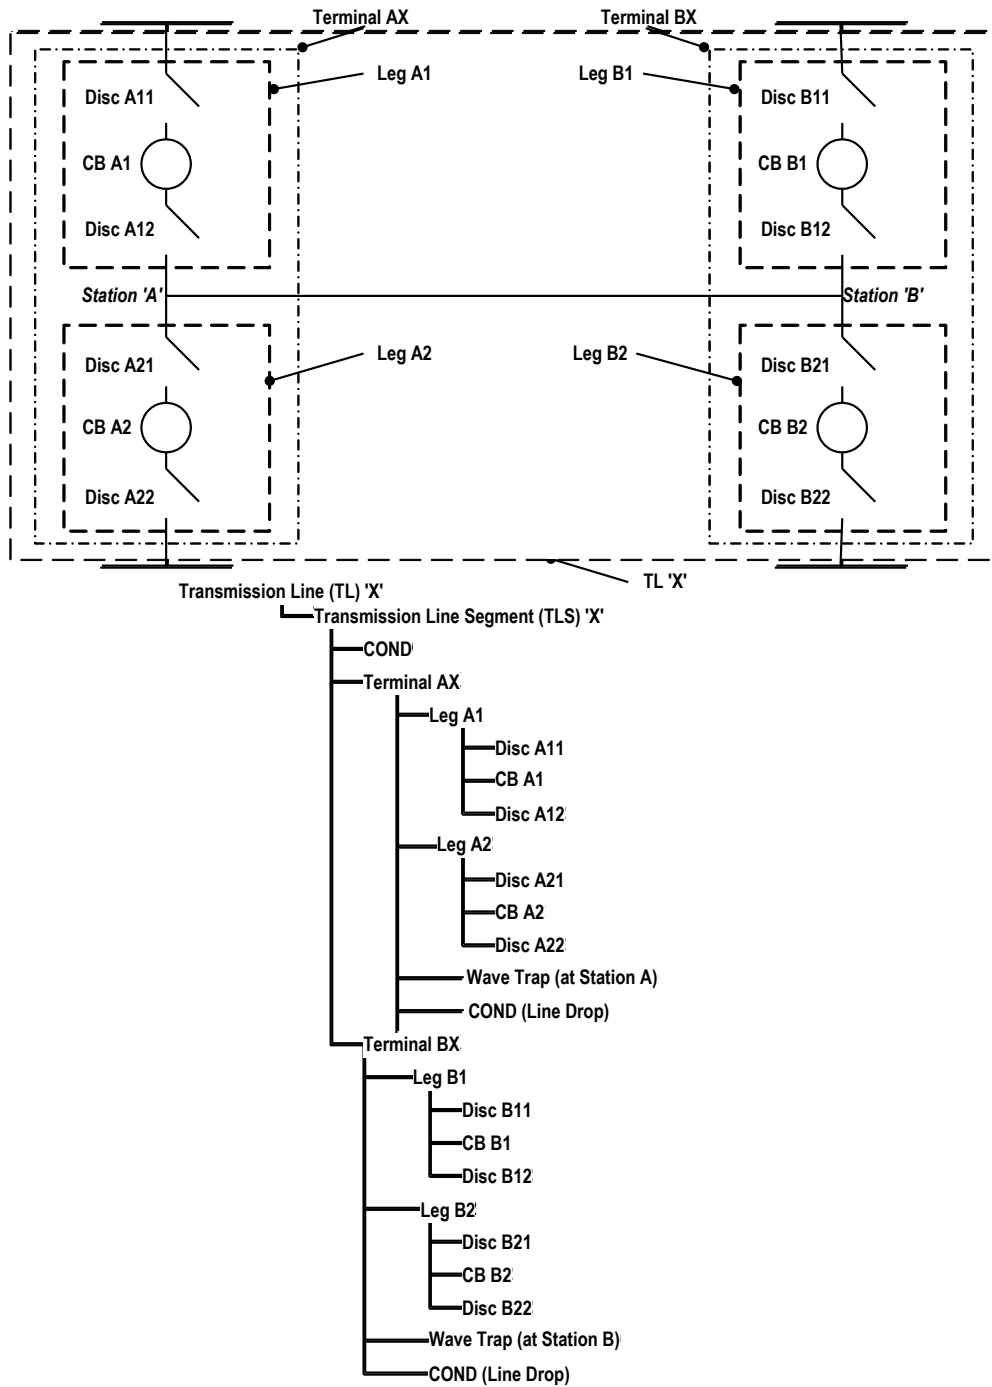 Terminal AX
Terminal BX
Leg A1
Leg B1
Disc A11
Disc B11
CB A1
CB B1
Disc A12
Disc B12
Station 'A'
Station 'B'
Leg A2
Leg B2
Disc A21
Disc B21
CB A2
CB B2
Disc A22
Disc B22
TL 'X'
Transmission Line (TL) 'X'
Transmission Line Segment (TLS) 'X'
COND
Terminal AX
Leg A1
Disc A11
CB A1
Disc A12
Leg A2
Disc A21
CB A2
Disc A22
Wave Trap (at Station A)
COND (Line Drop)
Terminal BX
Leg B1
Disc B11
CB B1
Disc B12
Leg B2
Disc B21
CB B2
Disc B22
Wave Trap (at Station B)
COND (Line Drop)